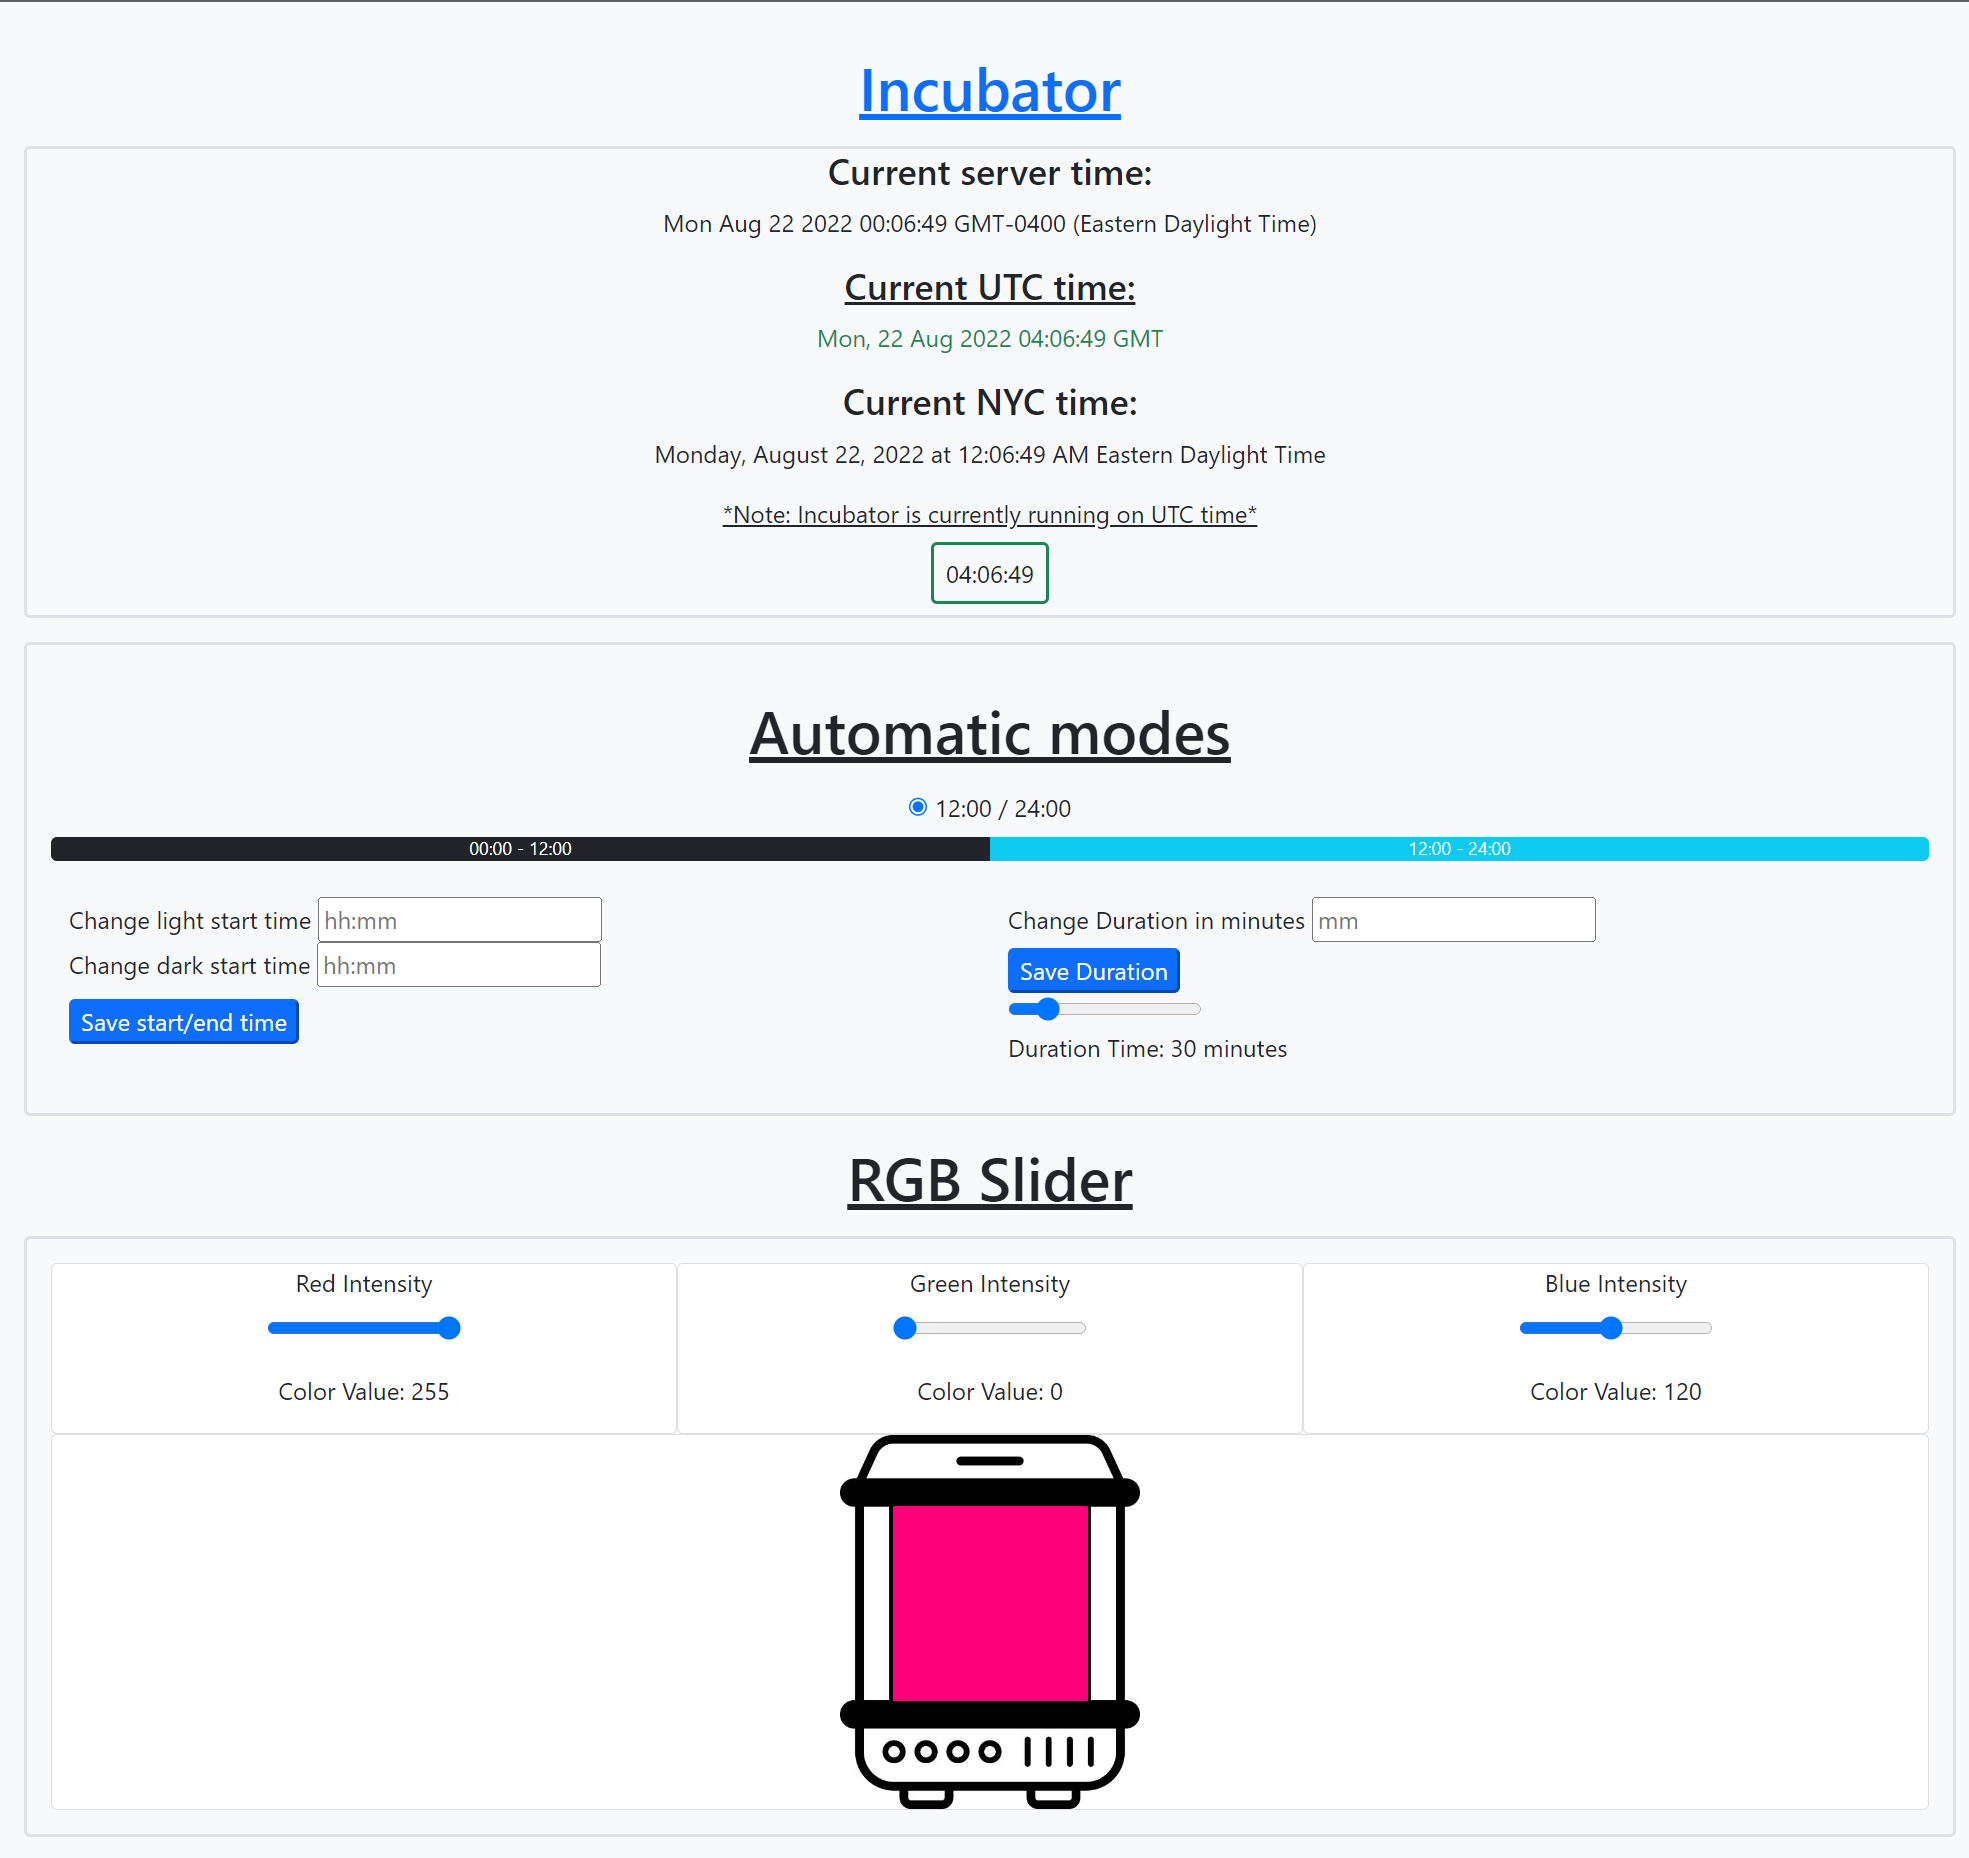 Incubator
Current server time:
Mon Aug 22 2022 00:06:49 GMT-0400 (Eastern Daylight Time)
Current UTC time:
Mon, 22 Aug 2022 04:06:49 GMT
Current NYC time:
Monday, August 22, 2022 at 12:06:49 AM Eastern Daylight Time
*Note: Incubator is currently running on UTC time*
04:06:49
Automatic modes
12:00 / 24:00
00:00 - 12:00
12:00 - 24:00
Change light start time hh:mm
Change dark start time hh:mm
Save start/end time
Change Duration in minutes mm
Save Duration
Duration Time: 30 minutes
RGB Slider
Red Intensity
Color Value: 255
Green Intensity
Color Value: 0
Blue Intensity
Color Value: 120